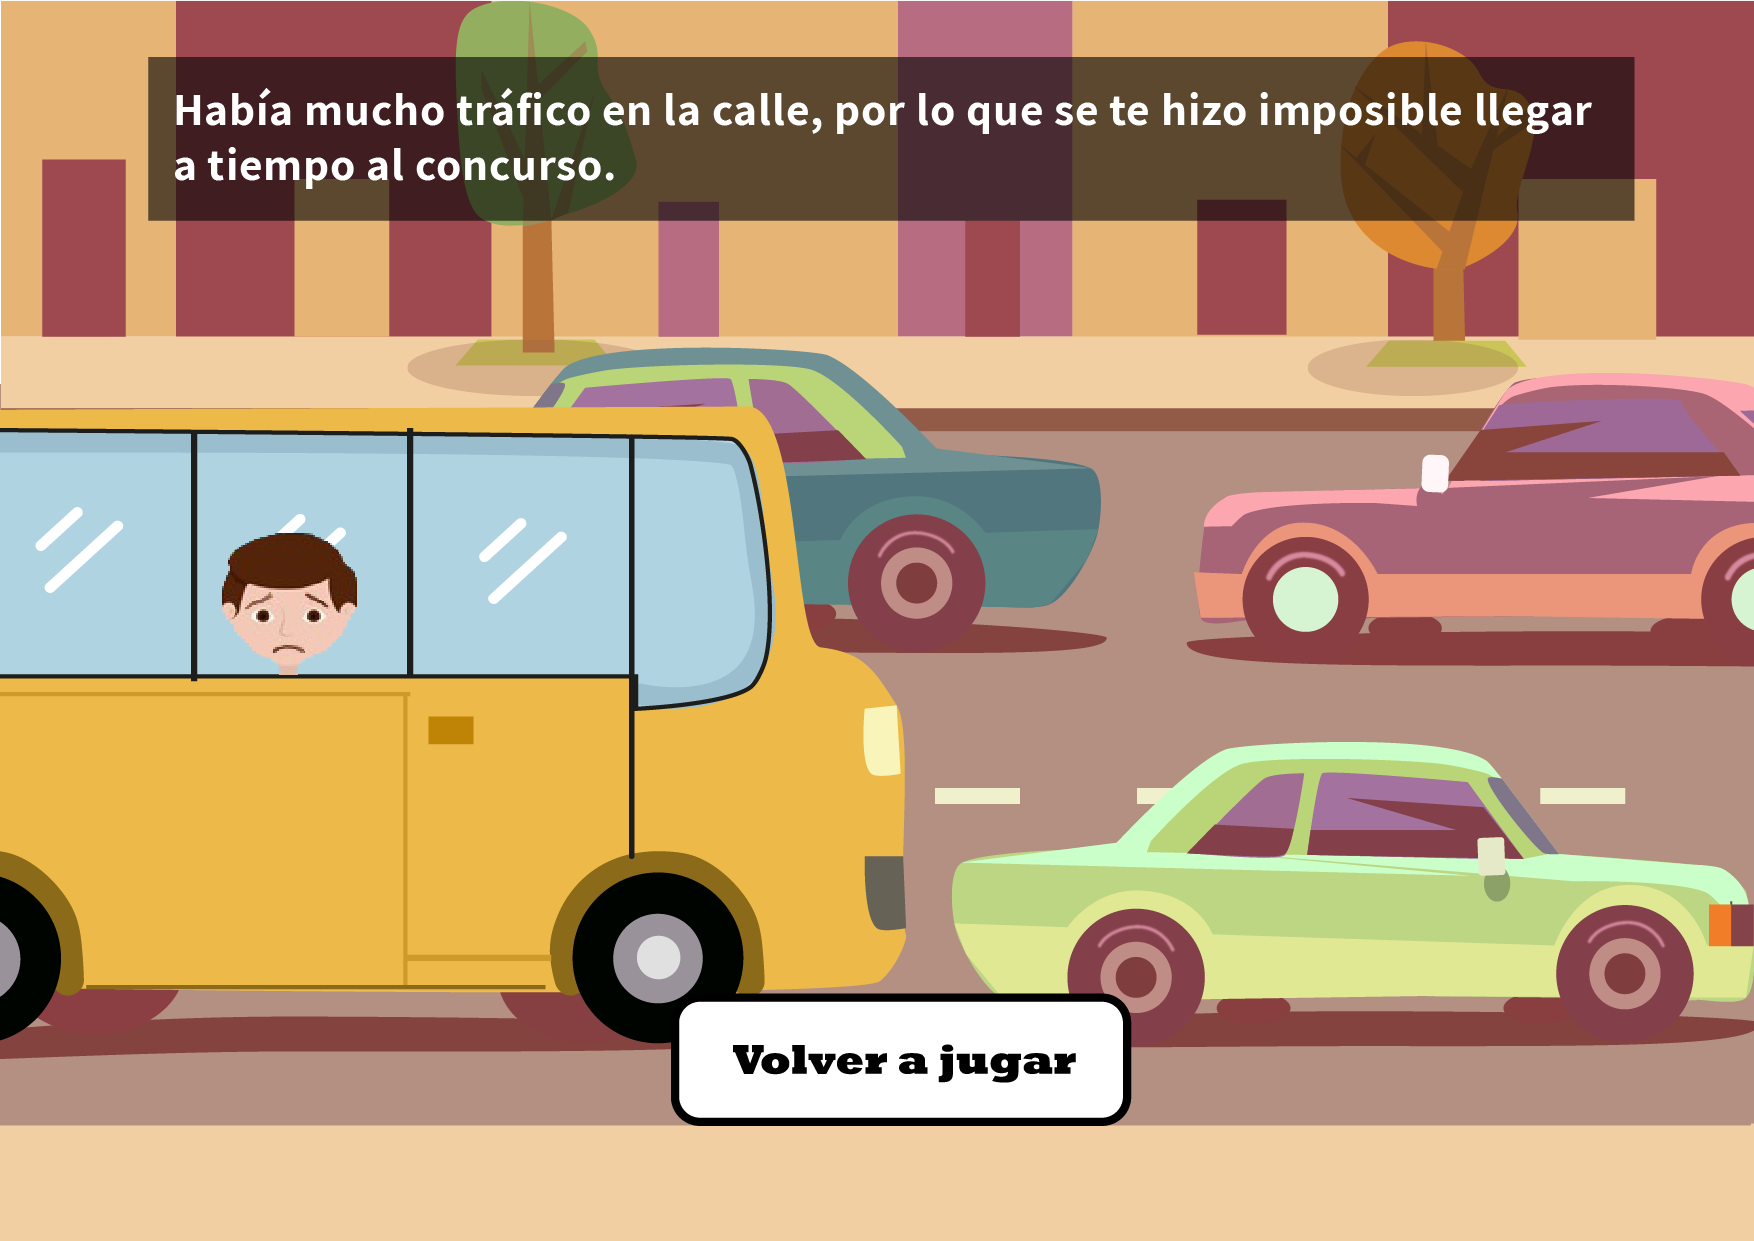 Había mucho tráfico en la calle, por lo que se te hizo imposible llegar
a tiempo al concurso.
Volver a jugar